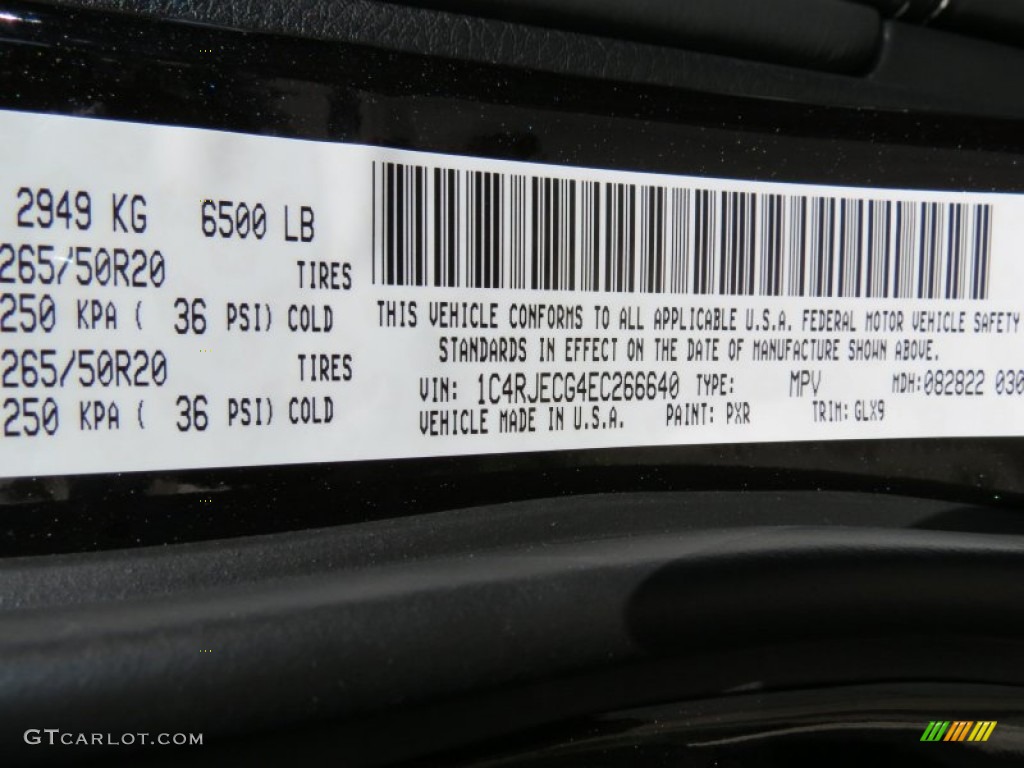 2949 KG 6500 LB
265/50R20 TIRES
250 KPA ( 36 PSI) COLD
265/50R20 TIRES
250 KPA ( 36 PSI) COLD
THIS VEHICLE CONFORMS TO ALL APPLICABLE U.S.A. FEDERAL MOTOR VEHICLE SAFETY
STANDARDS IN EFFECT ON THE DATE OF MANUFACTURE SHOWN ABOVE.
VIN: 1C4RJECG4EC266640 TYPE: MPV MDH:082822 030
VEHICLE MADE IN U.S.A. PAINT: PXR TRIM: GLX9
GTCARLOT.COM